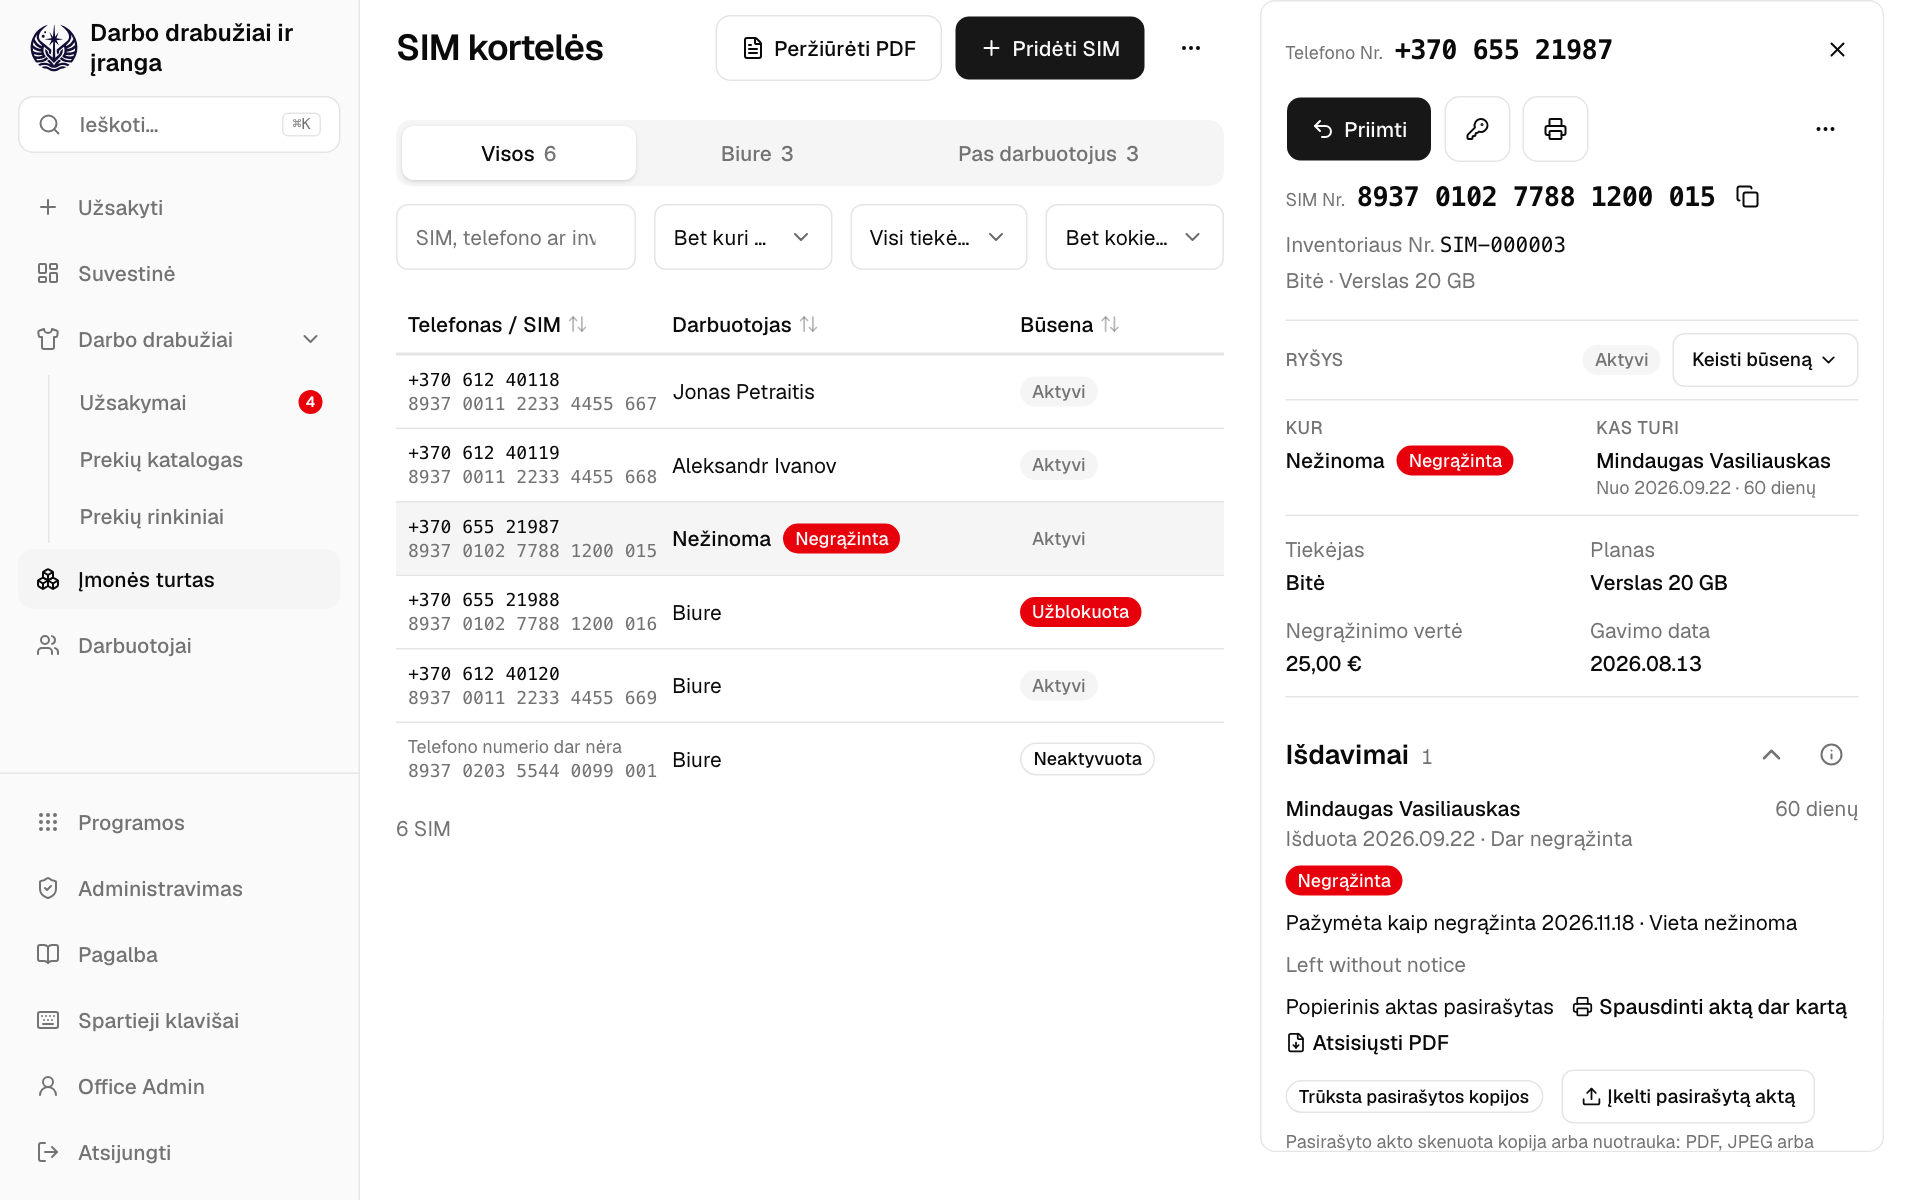 Darbo drabužiai ir
įranga
Ieškoti...
⌘K
Užsakyti
Suvestinė
Darbo drabužiai
Užsakymai 4
Prekių katalogas
Prekių rinkiniai
Įmonės turtas
Darbuotojai
Programos
Administravimas
Pagalba
Spartieji klavišai
Office Admin
Atsijungti
SIM kortelės
Peržiūrėti PDF
Pridėti SIM
Visos 6
Biure 3
Pas darbuotojus 3
SIM, telefono ar inv
Bet kuri ...
Visi tiekė...
Bet kokie...
Telefonas / SIM
Darbuotojas
Būsena
+370 612 40118
8937 0011 2233 4455 667
Jonas Petraitis
Aktyvi
+370 612 40119
8937 0011 2233 4455 668
Aleksandr Ivanov
Aktyvi
+370 655 21987
8937 0102 7788 1200 015
Nežinoma Negrąžinta
Aktyvi
+370 655 21988
8937 0102 7788 1200 016
Biure
Užblokuota
+370 612 40120
8937 0011 2233 4455 669
Biure
Aktyvi
Telefono numerio dar nėra
8937 0203 5544 0099 001
Biure
Neaktyvuota
6 SIM
Telefono Nr. +370 655 21987
Priimti
SIM Nr. 8937 0102 7788 1200 015
Inventoriaus Nr. SIM-000003
Bitė · Verslas 20 GB
RYŠYS
Aktyvi
Keisti būseną
KUR
Nežinoma Negrąžinta
KAS TURI
Mindaugas Vasiliauskas
Nuo 2026.09.22 · 60 dienų
Tiekėjas
Bitė
Planas
Verslas 20 GB
Negrąžinimo vertė
25,00 €
Gavimo data
2026.08.13
Išdavimai 1
Mindaugas Vasiliauskas
60 dienų
Išduota 2026.09.22 · Dar negrąžinta
Negrąžinta
Pažymėta kaip negrąžinta 2026.11.18 · Vieta nežinoma
Left without notice
Popierinis aktas pasirašytas
Spausdinti aktą dar kartą
Atsisiųsti PDF
Trūksta pasirašytos kopijos
Įkelti pasirašytą aktą
Pasirašyto akto skenuota kopija arba nuotrauka: PDF, JPEG arba